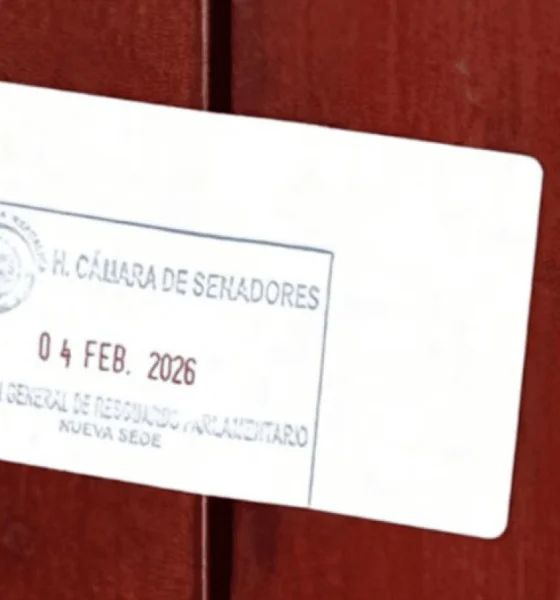 H. CÁMARA DE SENADORES
04 FEB. 2026
GENERAL DE RESGUARDO PARLAMENTARIO
NUEVA SEDE